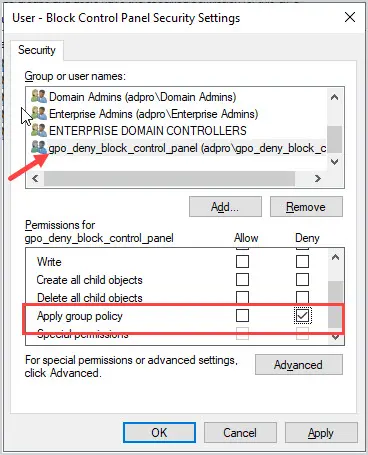 User - Block Control Panel Security Settings
Security
Group or user names:
Domain Admins (adpro\Domain Admins)
Enterprise Admins (adpro\Enterprise Admins)
ENTERPRISE DOMAIN CONTROLLERS
gpo_deny_block_control_panel (adpro\gpo_deny_block_c
Add... Remove
Permissions for
gpo_deny_block_control_panel Allow Deny
Write
Create all child objects
Delete all child objects
Apply group policy
Special permissions
For special permissions or advanced settings,
click Advanced. Advanced
OK Cancel Apply